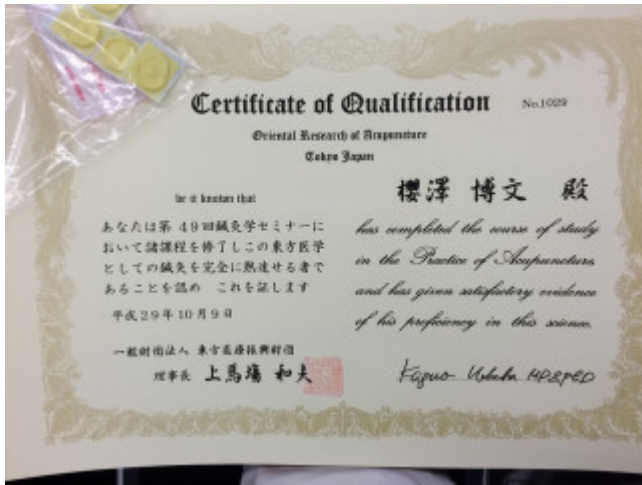 Certificate of Qualification
No.1029
Oriental Research of Acupuncture
Tokyo Japan
be it known that
櫻澤 博文 殿
あなたは第 49回鍼灸学セミナーに
おいて諸課程を修了しこの東方医学
としての鍼灸を完全に熟達せる者で
あることを認め これを証します
平成29年10月9日
一般財団法人 東方医療振興財団
理事長 上馬塲 和夫
has completed the course of study
in the Practice of Acupuncture
and has given satisfactory evidence
of his proficiency in this science.
Kazuo Uebaba MD&PhD